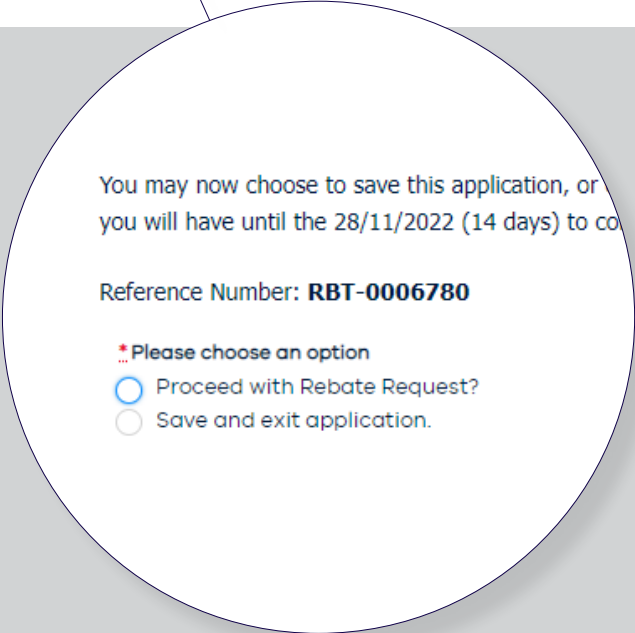 You may now choose to save this application, or
you will have until the 28/11/2022 (14 days) to
Reference Number: RBT-0006780
*Please choose an option
Proceed with Rebate Request?
Save and exit application.